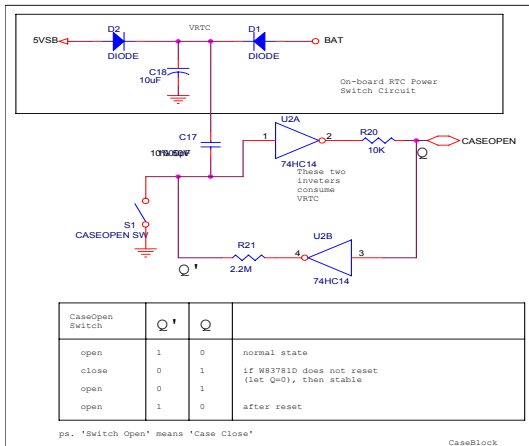 D2 VRTC D1
5VSB BAT
DIODE DIODE
C18
10uF
On-board RTC Power
Switch Circuit
U2A
C17 1 2 R20
CASEOPEN
10K
74HC14 Q
These two
inveters
consume
VRTC
S1
CASEOPEN SW
U2B
R21 4 3
Q' 2.2M
74HC14
CaseOpen
Switch Q' Q
open 1 0 normal state
close 0 1 if W83781D does not reset
(let Q=0), then stable
open 0 1
open 1 0 after reset
ps. 'Switch Open' means 'Case Close'
CaseBlock